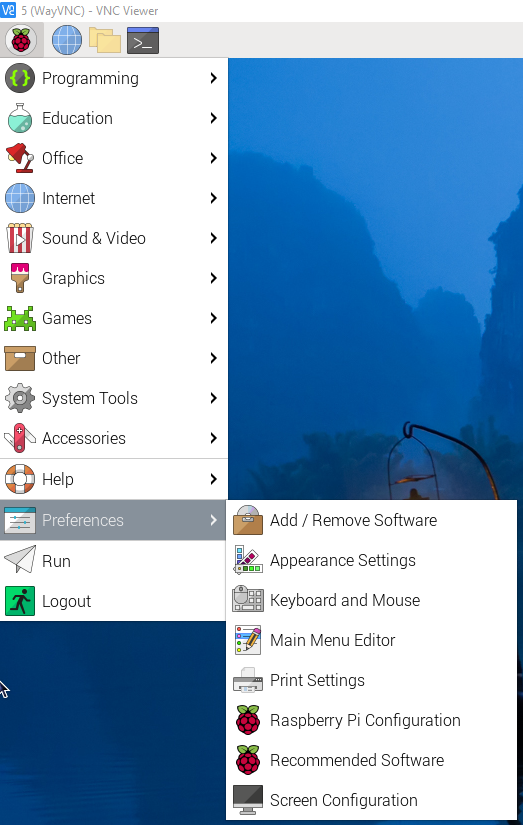 5 (WayVNC) - VNC Viewer
Programming
Education
Office
Internet
Sound & Video
Graphics
Games
Other
System Tools
Accessories
Help
Preferences
Run
Logout
Add / Remove Software
Appearance Settings
Keyboard and Mouse
Main Menu Editor
Print Settings
Raspberry Pi Configuration
Recommended Software
Screen Configuration